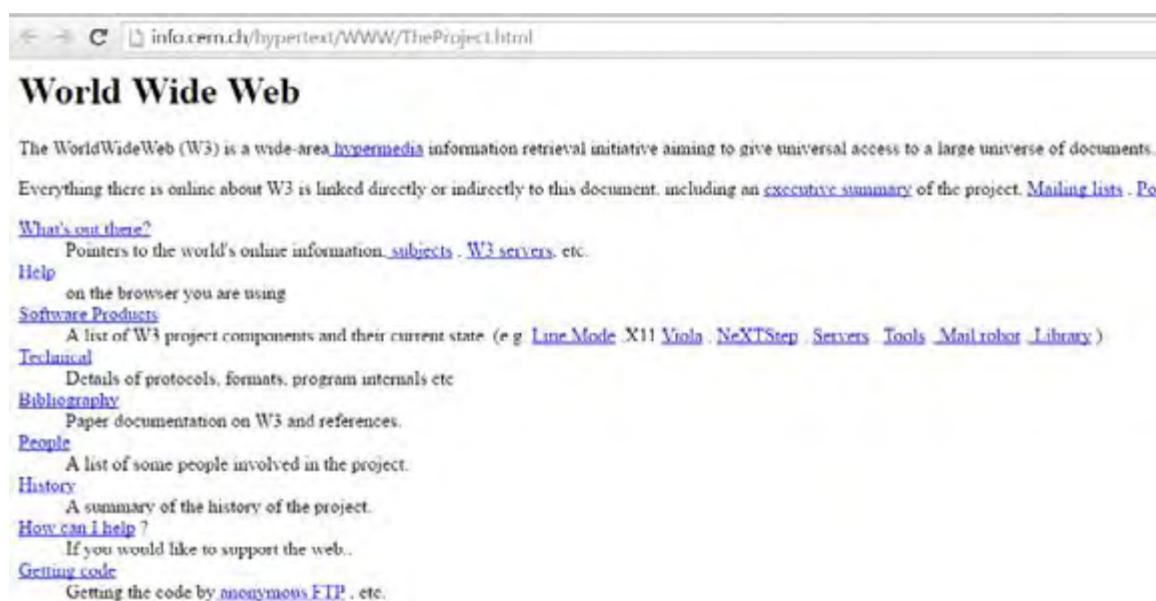 info.cern.ch/hypertext/WWW/TheProject.html
World Wide Web
The WorldWideWeb (W3) is a wide-area hypermedia information retrieval initiative aiming to give universal access to a large universe of documents.
Everything there is online about W3 is linked directly or indirectly to this document, including an executive summary of the project, Mailing lists , Po
What's out there?
Pointers to the world's online information, subjects , W3 servers, etc.
Help
on the browser you are using
Software Products
A list of W3 project components and their current state. (e.g. Line Mode ,X11 Viola , NeXTStep , Servers , Tools , Mail robot , Library )
Technical
Details of protocols, formats, program internals etc
Bibliography
Paper documentation on W3 and references.
People
A list of some people involved in the project.
History
A summary of the history of the project.
How can I help ?
If you would like to support the web..
Getting code
Getting the code by anonymous FTP , etc.